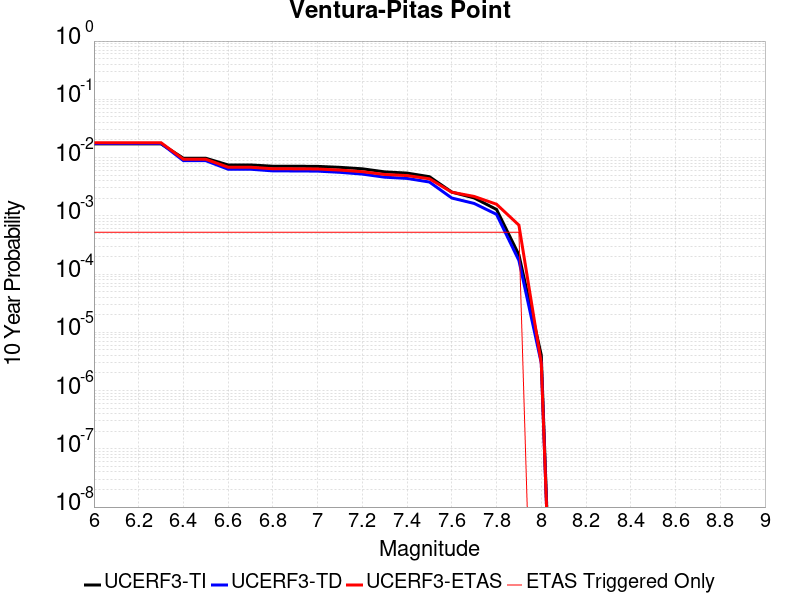 Ventura-Pitas Point
10^0
10^-1
10^-2
10^-3
10^-4
10^-5
10^-6
10^-7
10^-8
10 Year Probability
6 6.2 6.4 6.6 6.8 7 7.2 7.4 7.6 7.8 8 8.2 8.4 8.6 8.8 9
Magnitude
UCERF3-TI UCERF3-TD UCERF3-ETAS ETAS Triggered Only